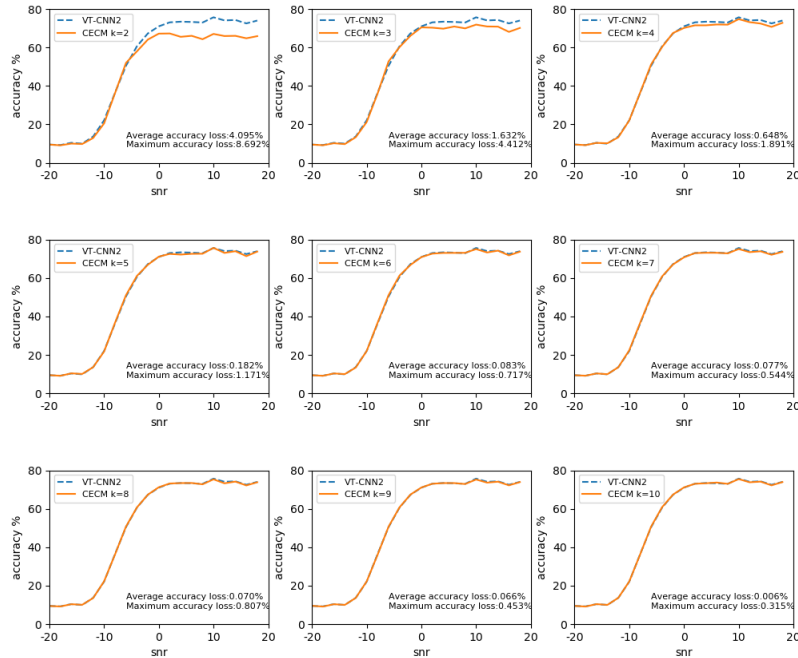 80
60
40
20
0
accuracy %
VT-CNN2
CECM k=2
Average accuracy loss:4.095%
Maximum accuracy loss:8.692%
-20 -10 0 10 20
snr
80
60
40
20
0
accuracy %
VT-CNN2
CECM k=3
Average accuracy loss:1.632%
Maximum accuracy loss:4.412%
-20 -10 0 10 20
snr
80
60
40
20
0
accuracy %
VT-CNN2
CECM k=4
Average accuracy loss:0.648%
Maximum accuracy loss:1.891%
-20 -10 0 10 20
snr
80
60
40
20
0
accuracy %
VT-CNN2
CECM k=5
Average accuracy loss:0.182%
Maximum accuracy loss:1.171%
-20 -10 0 10 20
snr
80
60
40
20
0
accuracy %
VT-CNN2
CECM k=6
Average accuracy loss:0.083%
Maximum accuracy loss:0.717%
-20 -10 0 10 20
snr
80
60
40
20
0
accuracy %
VT-CNN2
CECM k=7
Average accuracy loss:0.077%
Maximum accuracy loss:0.544%
-20 -10 0 10 20
snr
80
60
40
20
0
accuracy %
VT-CNN2
CECM k=8
Average accuracy loss:0.070%
Maximum accuracy loss:0.807%
-20 -10 0 10 20
snr
80
60
40
20
0
accuracy %
VT-CNN2
CECM k=9
Average accuracy loss:0.066%
Maximum accuracy loss:0.453%
-20 -10 0 10 20
snr
80
60
40
20
0
accuracy %
VT-CNN2
CECM k=10
Average accuracy loss:0.006%
Maximum accuracy loss:0.315%
-20 -10 0 10 20
snr